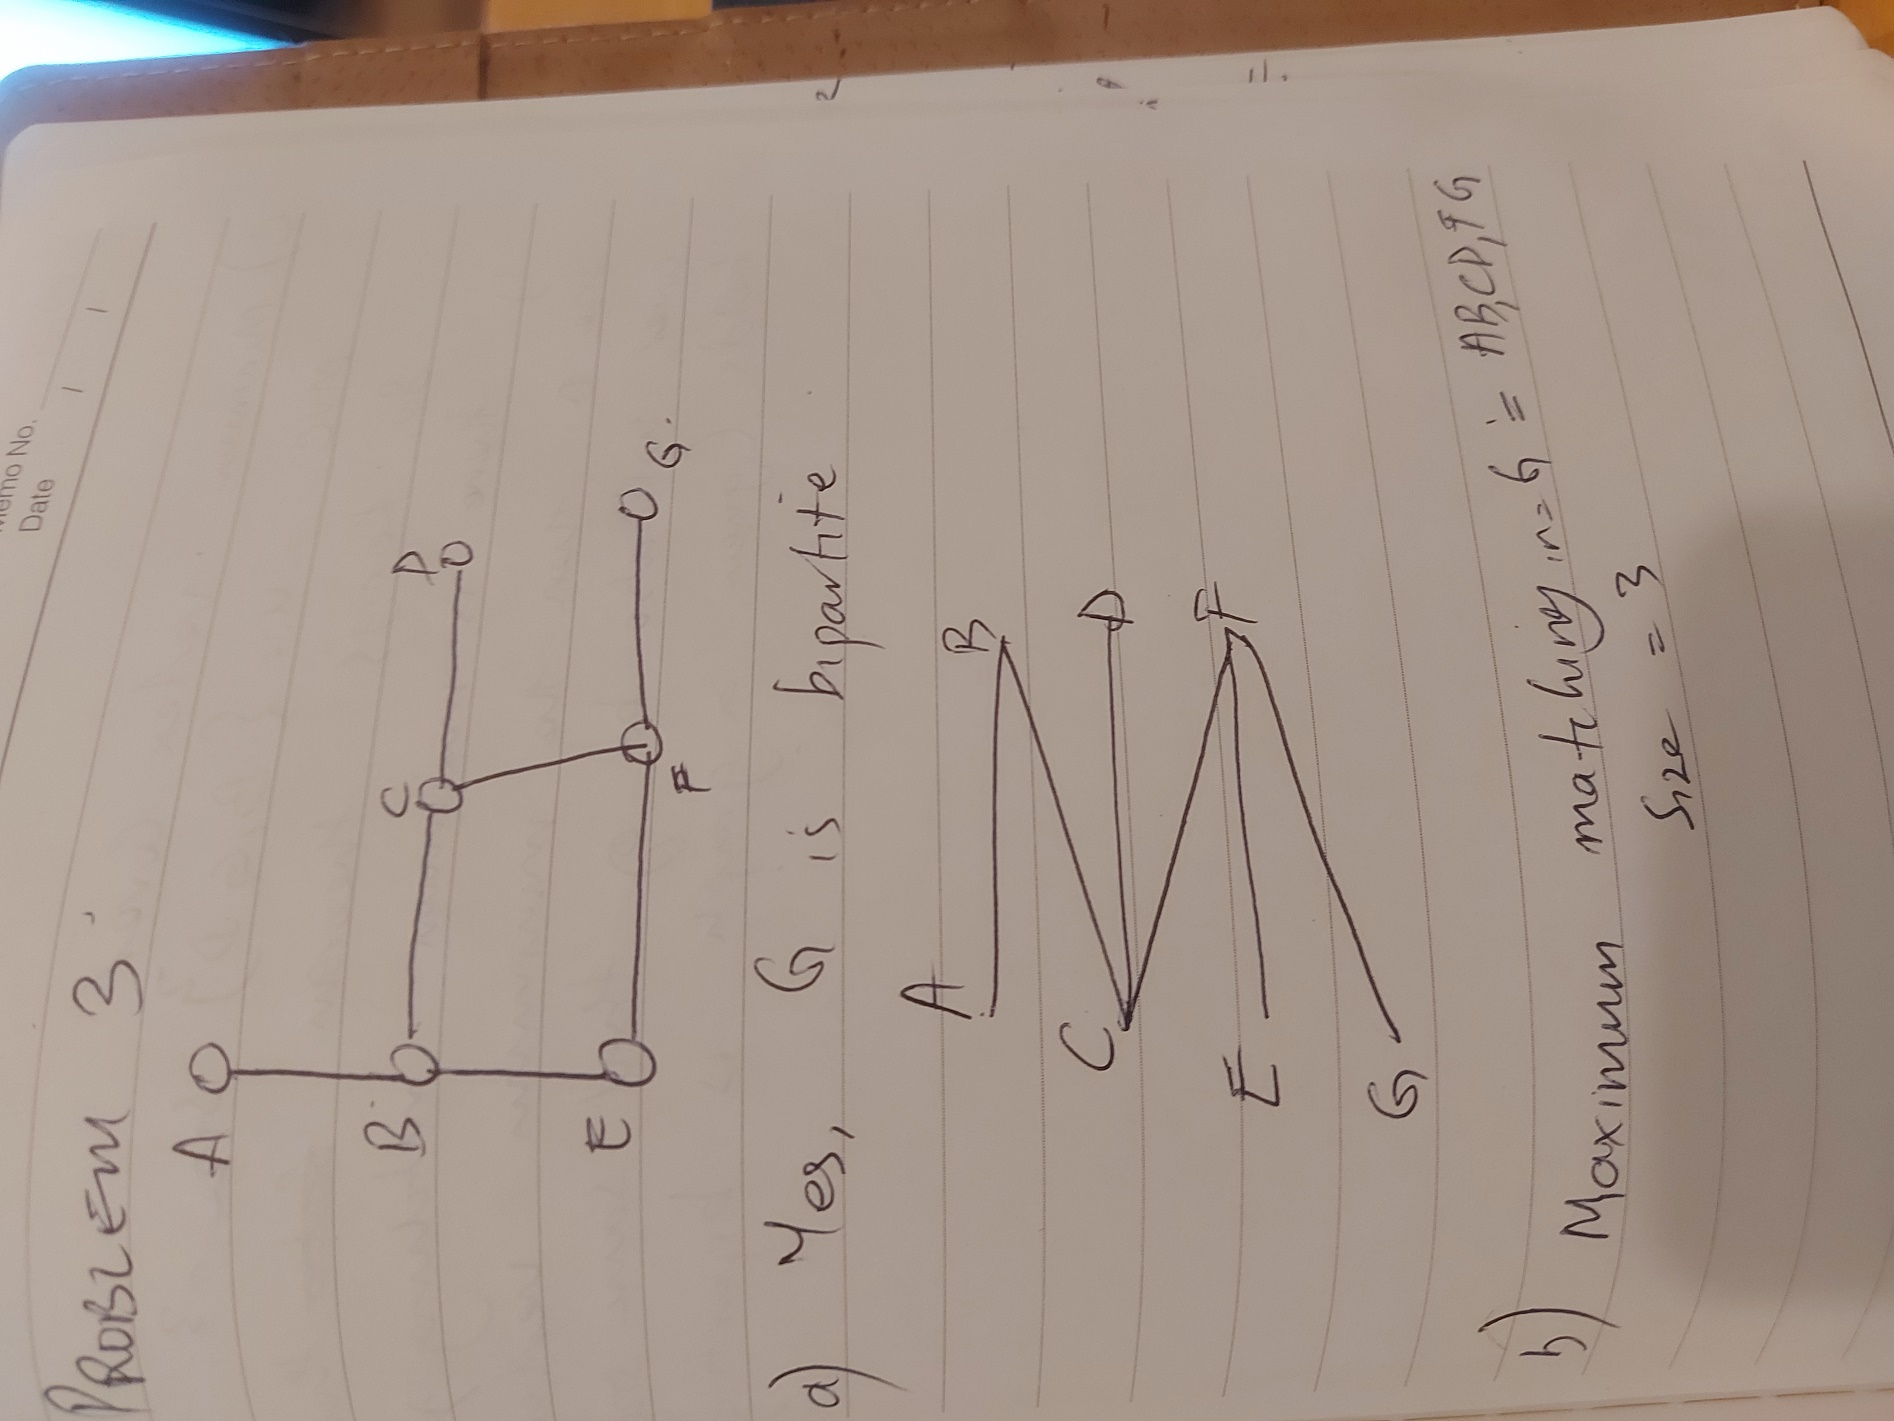 Memo No.
Date / /
PROBLEM 3:
A
B
C
D
E
F
G.
a) Yes, G is bipartite
A B
C D
E F
G
b) Maximum matching in= G := AB,CD,FG
Size = 3